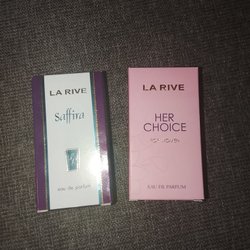 LA RIVE
Saffira
eau de parfum
LA RIVE
HER
CHOICE
EAU DE PARFUM